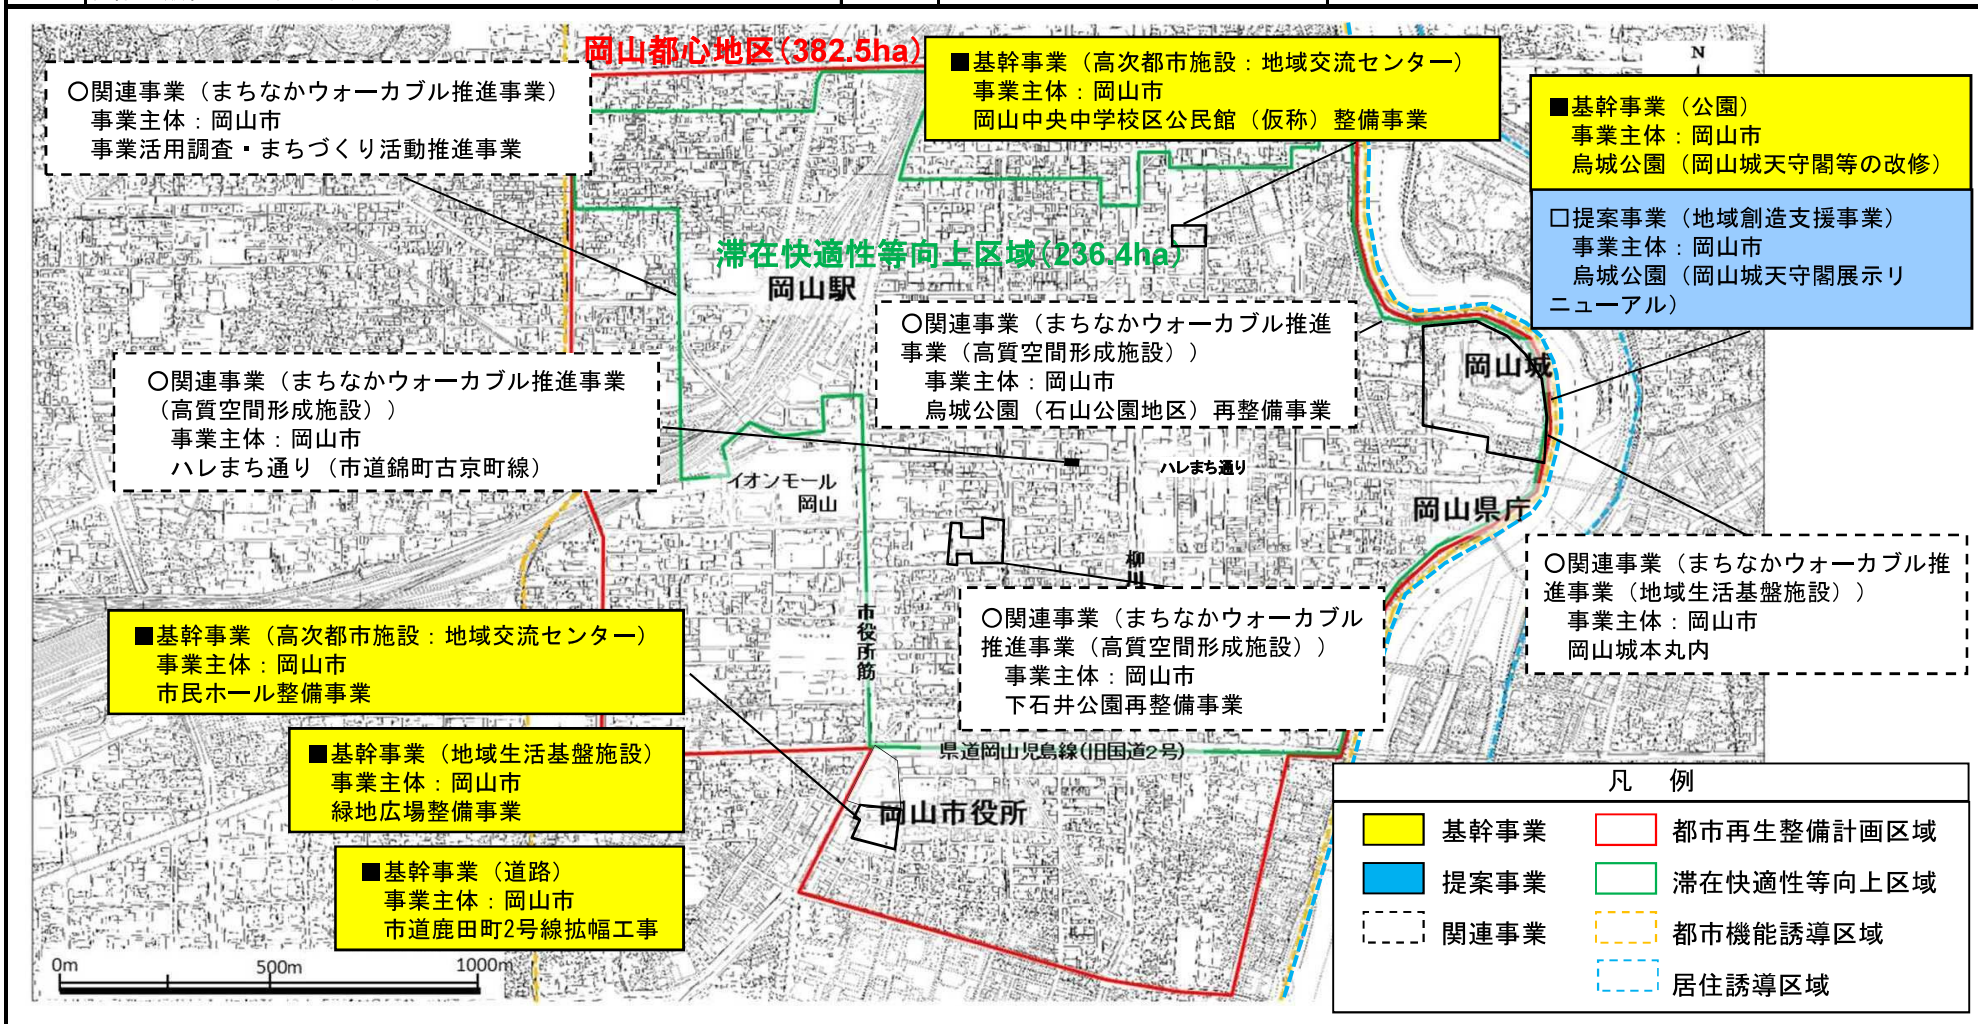 岡山都心地区(382.5ha)
○関連事業（まちなかウォーカブル推進事業）
事業主体：岡山市
事業活用調査・まちづくり活動推進事業
■基幹事業（高次都市施設：地域交流センター）
事業主体：岡山市
岡山中央中学校区公民館（仮称）整備事業
N
■基幹事業（公園）
事業主体：岡山市
烏城公園（岡山城天守閣等の改修）
□提案事業（地域創造支援事業）
事業主体：岡山市
烏城公園（岡山城天守閣展示リ
ニューアル）
滞在快適性等向上区域(236.4ha)
岡山駅
○関連事業（まちなかウォーカブル推進
事業（高質空間形成施設））
事業主体：岡山市
烏城公園（石山公園地区）再整備事業
岡山城
○関連事業（まちなかウォーカブル推進事業
（高質空間形成施設））
事業主体：岡山市
ハレまち通り（市道錦町古京町線）
ハレまち通り
イオンモール
岡山
岡山県庁
柳川
○関連事業（まちなかウォーカブル推
進事業（地域生活基盤施設））
事業主体：岡山市
岡山城本丸内
市役所筋
○関連事業（まちなかウォーカブル
推進事業（高質空間形成施設））
事業主体：岡山市
下石井公園再整備事業
■基幹事業（高次都市施設：地域交流センター）
事業主体：岡山市
市民ホール整備事業
■基幹事業（地域生活基盤施設）
事業主体：岡山市
緑地広場整備事業
県道岡山児島線(旧国道2号)
岡山市役所
■基幹事業（道路）
事業主体：岡山市
市道鹿田町2号線拡幅工事
0m 500m 1000m
凡 例
基幹事業 都市再生整備計画区域
提案事業 滞在快適性等向上区域
関連事業 都市機能誘導区域
居住誘導区域